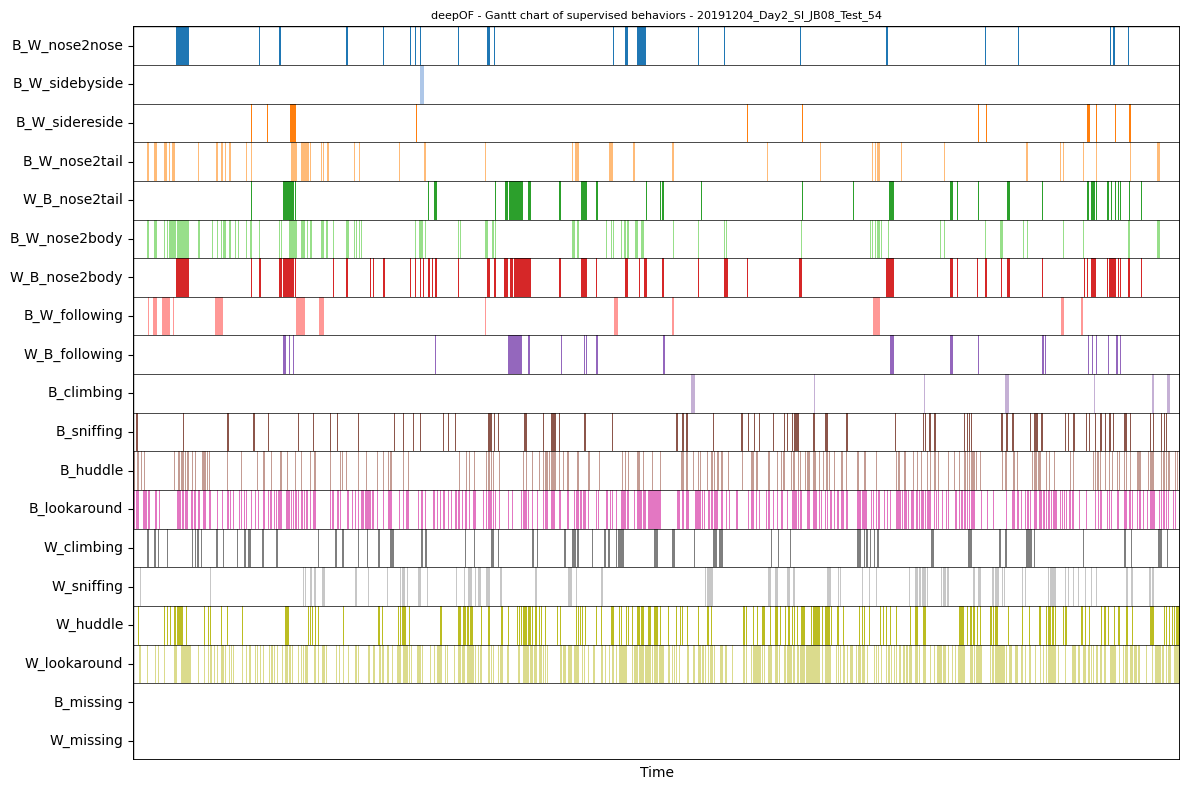 deepOF - Gantt chart of supervised behaviors - 20191204_Day2_SI_JB08_Test_54
B_W_nose2nose
B_W_sidebyside
B_W_sidereside
B_W_nose2tail
W_B_nose2tail
B_W_nose2body
W_B_nose2body
B_W_following
W_B_following
B_climbing
B_sniffing
B_huddle
B_lookaround
W_climbing
W_sniffing
W_huddle
W_lookaround
B_missing
W_missing
Time